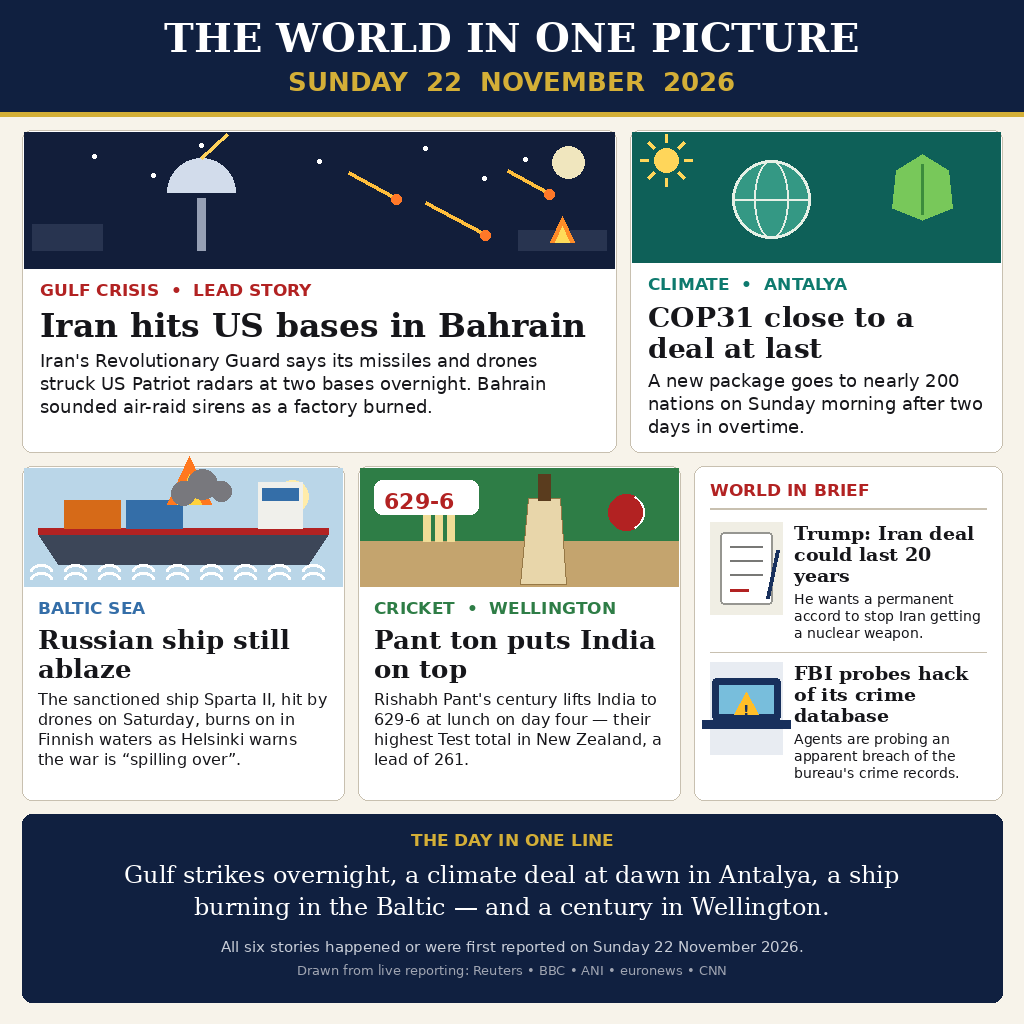 THE WORLD IN ONE PICTURE
SUNDAY 22 NOVEMBER 2026
GULF CRISIS • LEAD STORY
Iran hits US bases in Bahrain
Iran's Revolutionary Guard says its missiles and drones
struck US Patriot radars at two bases overnight. Bahrain
sounded air-raid sirens as a factory burned.
CLIMATE • ANTALYA
COP31 close to a
deal at last
A new package goes to nearly 200
nations on Sunday morning after two
days in overtime.
BALTIC SEA
Russian ship still
ablaze
The sanctioned ship Sparta II, hit by
drones on Saturday, burns on in
Finnish waters as Helsinki warns
the war is “spilling over”.
629-6
CRICKET • WELLINGTON
Pant ton puts India
on top
Rishabh Pant's century lifts India to
629-6 at lunch on day four — their
highest Test total in New Zealand, a
lead of 261.
WORLD IN BRIEF
Trump: Iran deal
could last 20
years
He wants a permanent
accord to stop Iran getting
a nuclear weapon.
!
FBI probes hack
of its crime
database
Agents are probing an
apparent breach of the
bureau's crime records.
THE DAY IN ONE LINE
Gulf strikes overnight, a climate deal at dawn in Antalya, a ship
burning in the Baltic — and a century in Wellington.
All six stories happened or were first reported on Sunday 22 November 2026.
Drawn from live reporting: Reuters • BBC • ANI • euronews • CNN